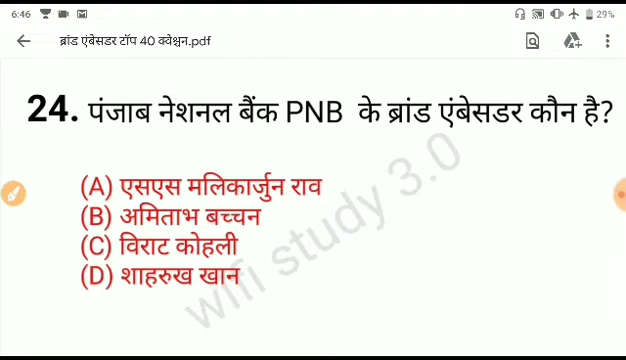 6:46 29%
ब्रांड एंबेसडर टॉप 40 क्वेश्चन.pdf
24. पंजाब नेशनल बैंक PNB के ब्रांड एंबेसडर कौन है?
(A) एसएस मलिकार्जुन राव
(B) अमिताभ बच्चन
(C) विराट कोहली
(D) शाहरुख खान
wifi study 3.0